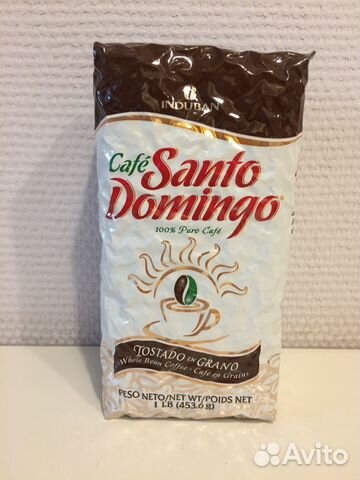 INDUBAN
Café Santo
Domingo®
100% Puro Café
TOSTADO EN GRANO
Whole Bean Coffee - Café en Grains
PESO NETO/NET WT/POIDS NET
1 LB (453.6 g)
Avito